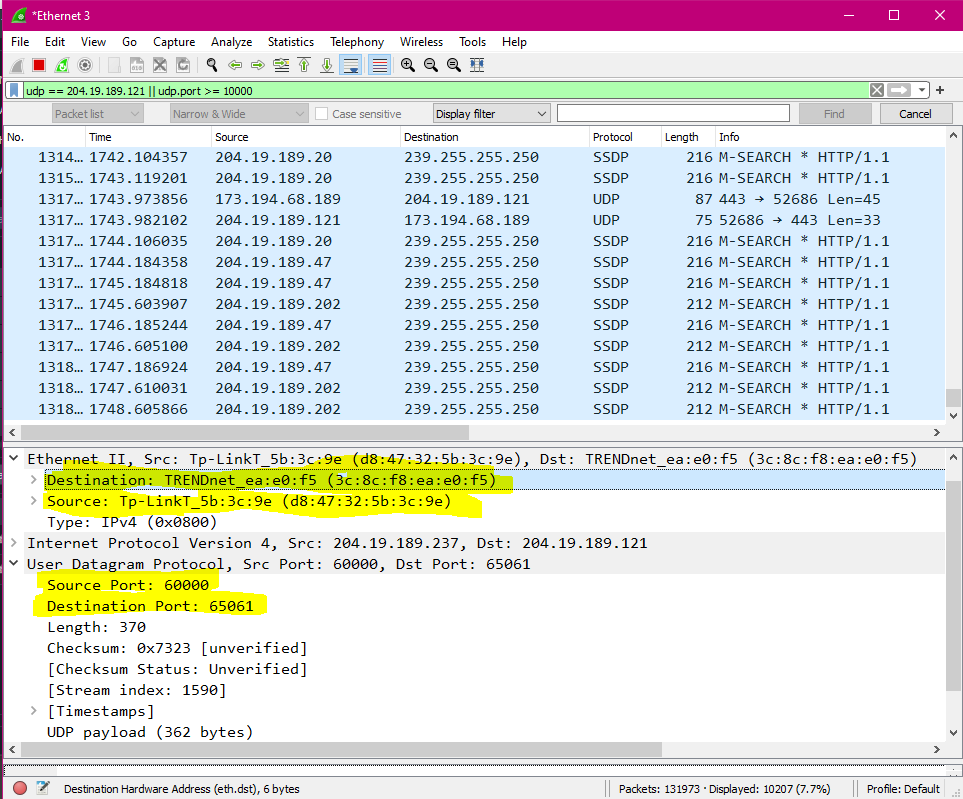 *Ethernet 3
File Edit View Go Capture Analyze Statistics Telephony Wireless Tools Help
udp == 204.19.189.121 || udp.port >= 10000
Packet list Narrow & Wide Case sensitive Display filter Find Cancel
No. Time Source Destination Protocol Length Info
1314… 1742.104357 204.19.189.20 239.255.255.250 SSDP 216 M-SEARCH * HTTP/1.1
1315… 1743.119201 204.19.189.20 239.255.255.250 SSDP 216 M-SEARCH * HTTP/1.1
1317… 1743.973856 173.194.68.189 204.19.189.121 UDP 87 443 → 52686 Len=45
1317… 1743.982102 204.19.189.121 173.194.68.189 UDP 75 52686 → 443 Len=33
1317… 1744.106035 204.19.189.20 239.255.255.250 SSDP 216 M-SEARCH * HTTP/1.1
1317… 1744.184358 204.19.189.47 239.255.255.250 SSDP 216 M-SEARCH * HTTP/1.1
1317… 1745.184818 204.19.189.47 239.255.255.250 SSDP 216 M-SEARCH * HTTP/1.1
1317… 1745.603907 204.19.189.202 239.255.255.250 SSDP 212 M-SEARCH * HTTP/1.1
1317… 1746.185244 204.19.189.47 239.255.255.250 SSDP 216 M-SEARCH * HTTP/1.1
1317… 1746.605100 204.19.189.202 239.255.255.250 SSDP 212 M-SEARCH * HTTP/1.1
1318… 1747.186924 204.19.189.47 239.255.255.250 SSDP 216 M-SEARCH * HTTP/1.1
1318… 1747.610031 204.19.189.202 239.255.255.250 SSDP 212 M-SEARCH * HTTP/1.1
1318… 1748.605866 204.19.189.202 239.255.255.250 SSDP 212 M-SEARCH * HTTP/1.1
Ethernet II, Src: Tp-LinkT_5b:3c:9e (d8:47:32:5b:3c:9e), Dst: TRENDnet_ea:e0:f5 (3c:8c:f8:ea:e0:f5)
Destination: TRENDnet_ea:e0:f5 (3c:8c:f8:ea:e0:f5)
Source: Tp-LinkT_5b:3c:9e (d8:47:32:5b:3c:9e)
Type: IPv4 (0x0800)
Internet Protocol Version 4, Src: 204.19.189.237, Dst: 204.19.189.121
User Datagram Protocol, Src Port: 60000, Dst Port: 65061
Source Port: 60000
Destination Port: 65061
Length: 370
Checksum: 0x7323 [unverified]
[Checksum Status: Unverified]
[Stream index: 1590]
[Timestamps]
UDP payload (362 bytes)
Destination Hardware Address (eth.dst), 6 bytes Packets: 131973 · Displayed: 10207 (7.7%) Profile: Default